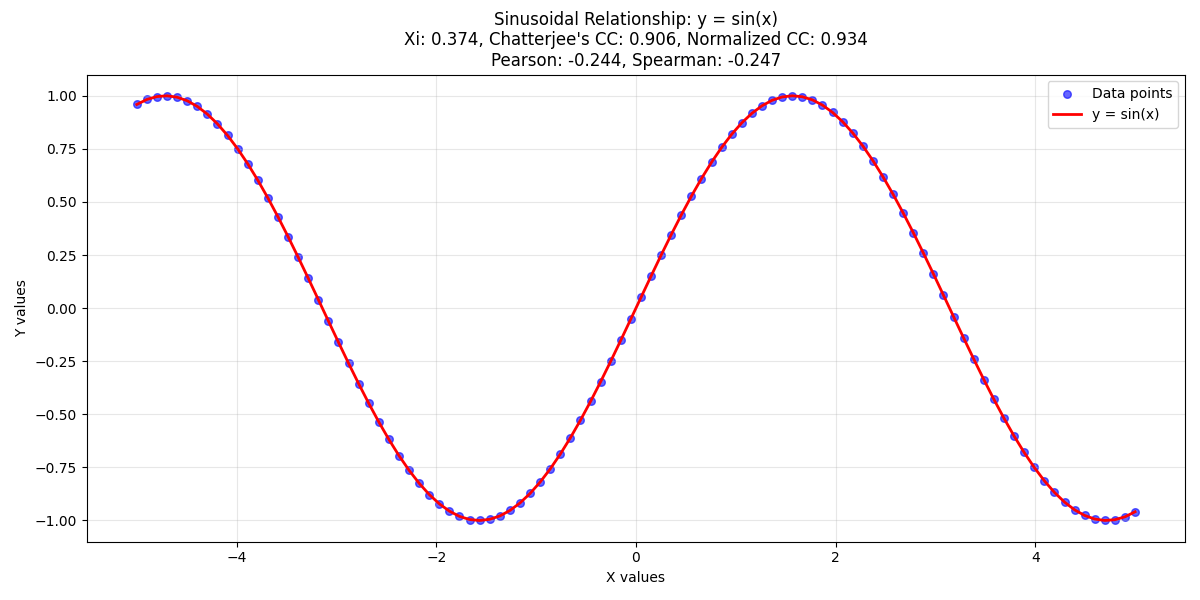 Sinusoidal Relationship: y = sin(x)
Xi: 0.374, Chatterjee's CC: 0.906, Normalized CC: 0.934
Pearson: -0.244, Spearman: -0.247
Data points
y = sin(x)
1.00
0.75
0.50
0.25
0.00
−0.25
−0.50
−0.75
−1.00
Y values
−4
−2
0
2
4
X values